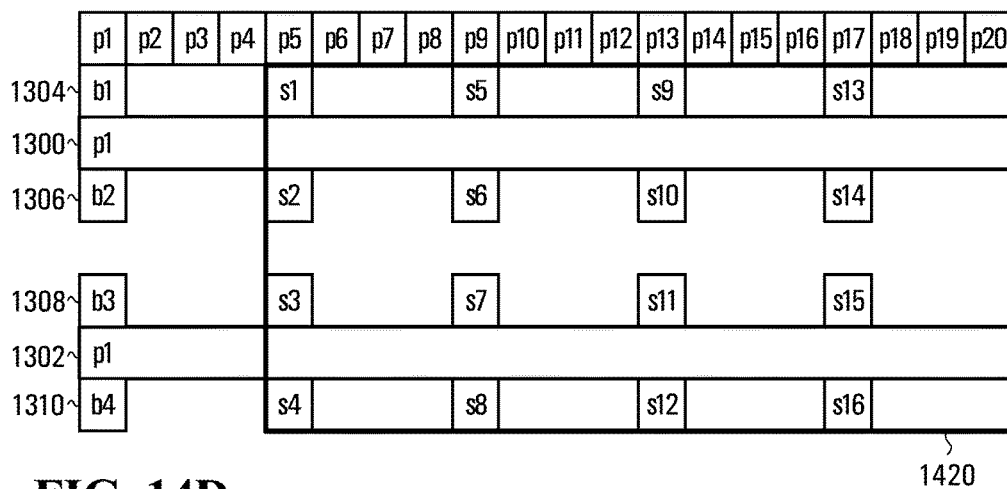 p1 p2 p3 p4 p5 p6 p7 p8 p9 p10 p11 p12 p13 p14 p15 p16 p17 p18 p19 p20
1304 b1 s1 s5 s9 s13
1300 p1
1306 b2 s2 s6 s10 s14
1308 b3 s3 s7 s11 s15
1302 p1
1310 b4 s4 s8 s12 s16
1420